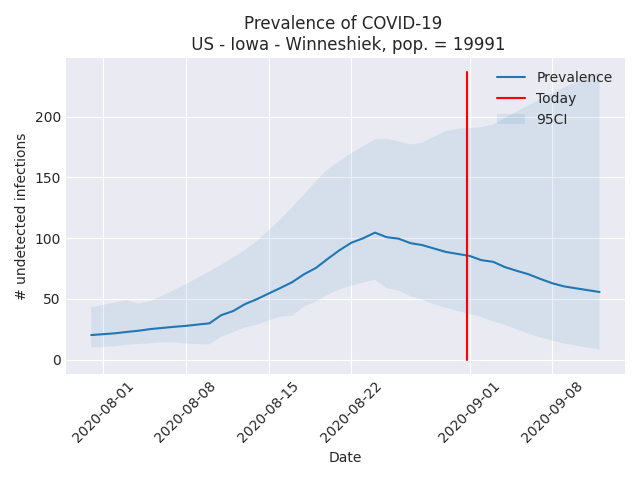 Prevalence of COVID-19
US - Iowa - Winneshiek, pop. = 19991
Prevalence
Today
95CI
# undetected infections
200
150
100
50
0
2020-08-01
2020-08-08
2020-08-15
2020-08-22
2020-09-01
2020-09-08
Date